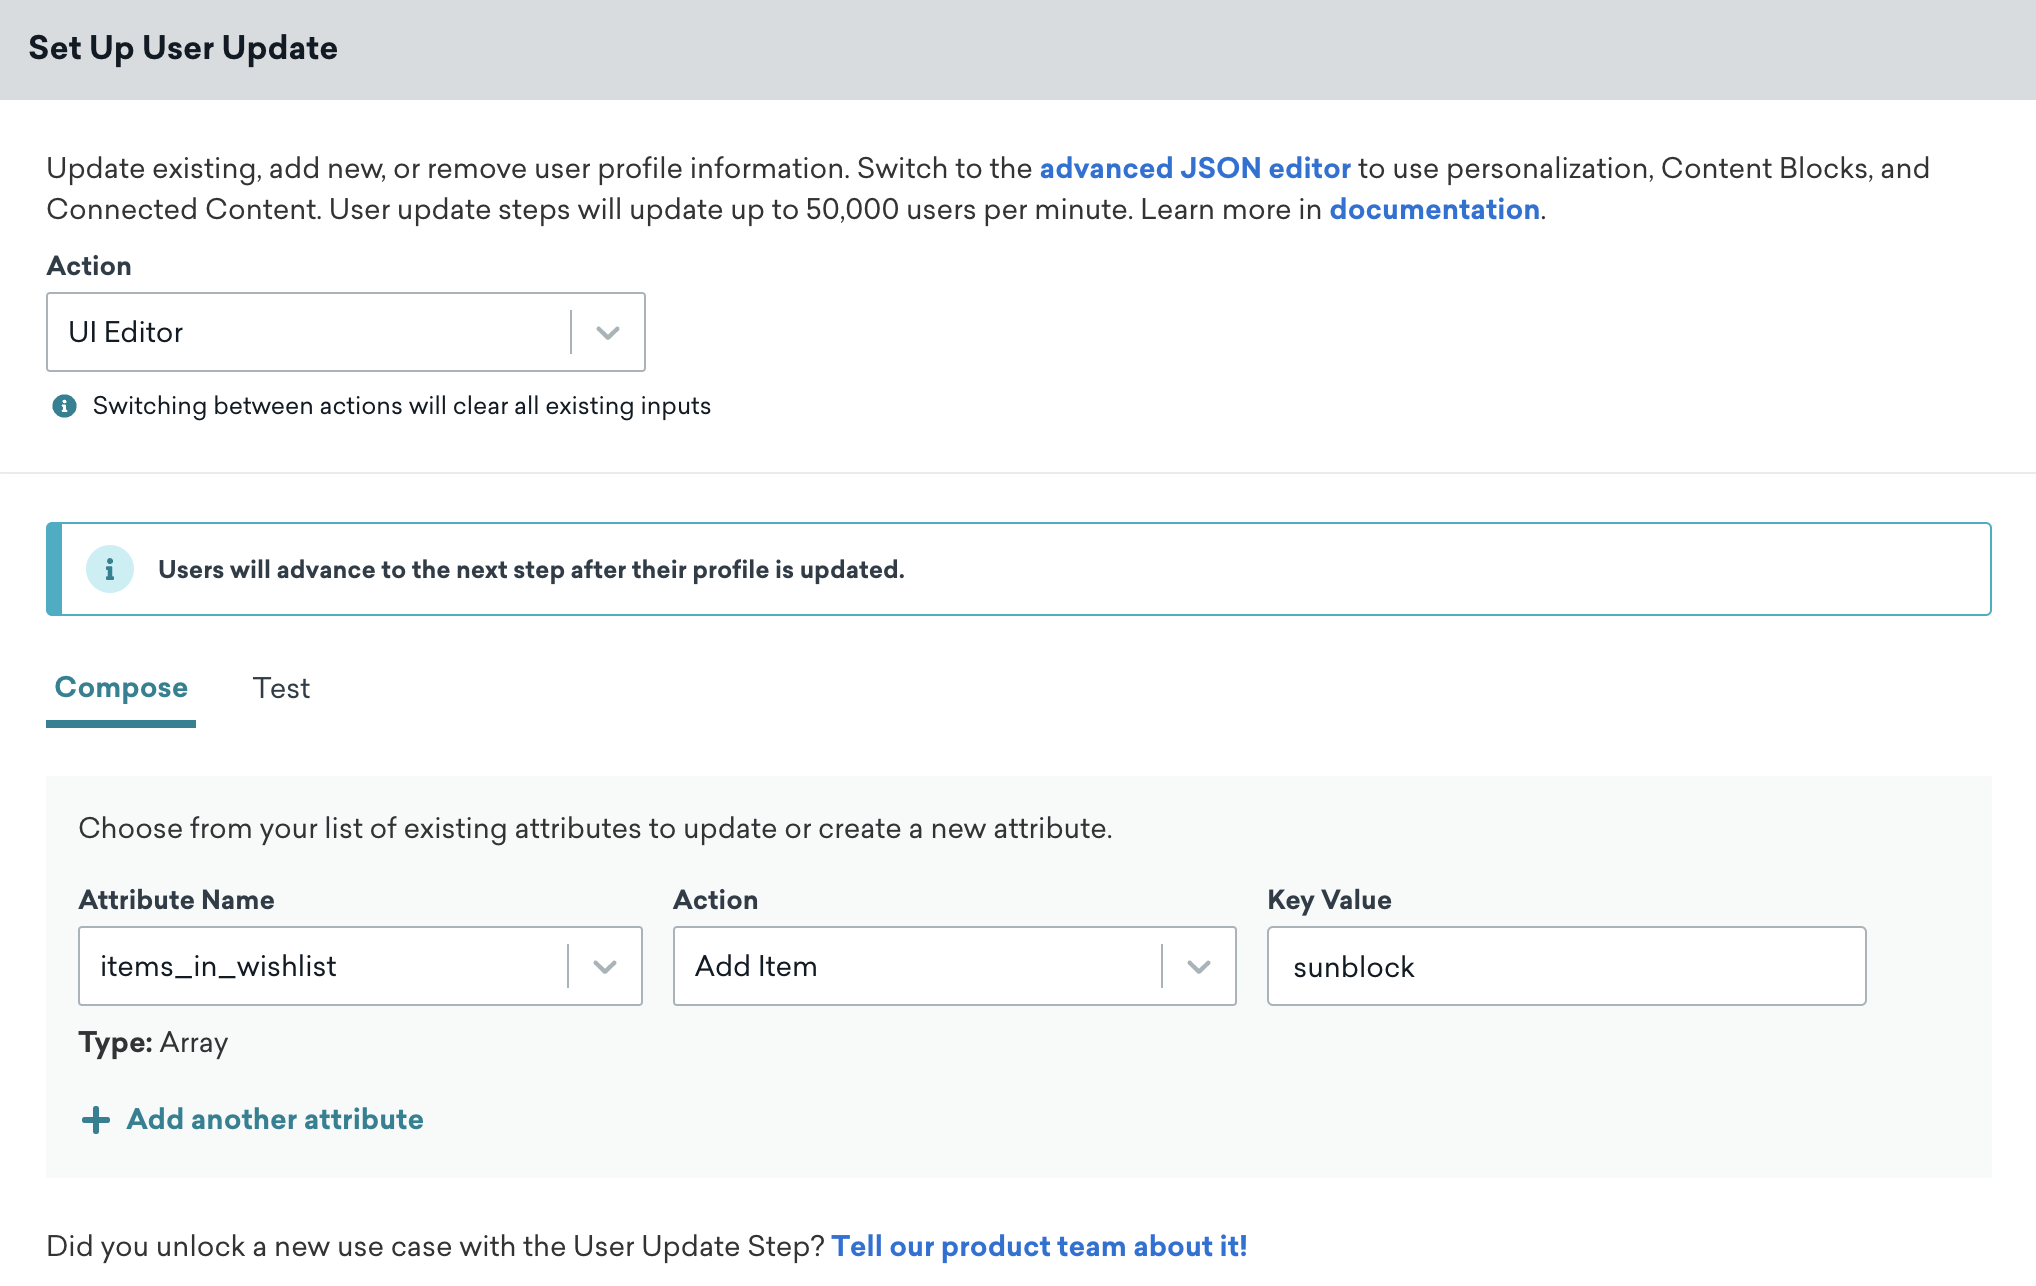 Set Up User Update
Update existing, add new, or remove user profile information. Switch to the advanced JSON editor to use personalization, Content Blocks, and
Connected Content. User update steps will update up to 50,000 users per minute. Learn more in documentation.
Action
UI Editor
Switching between actions will clear all existing inputs
Users will advance to the next step after their profile is updated.
Compose Test
Choose from your list of existing attributes to update or create a new attribute.
Attribute Name Action Key Value
items_in_wishlist Add Item sunblock
Type: Array
Add another attribute
Did you unlock a new use case with the User Update Step? Tell our product team about it!